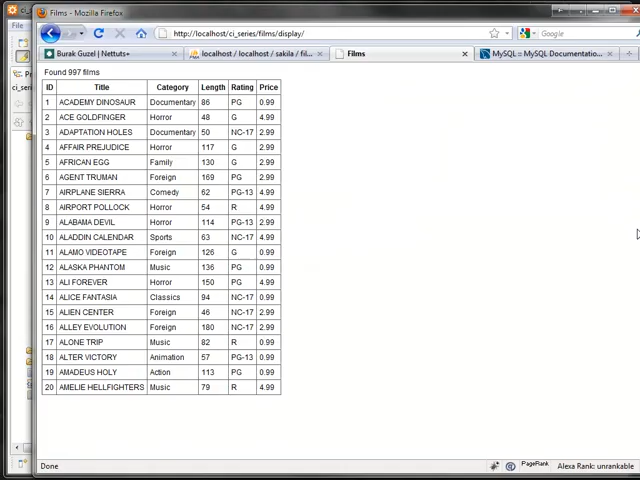 Films - Mozilla Firefox
File
http://localhost/ci_series/films/display/
Google
Burak Guzel | Nettuts+
localhost / localhost / sakila / fil...
Films
MySQL :: MySQL Documentatio...
Found 997 films
ID Title Category Length Rating Price
1 ACADEMY DINOSAUR Documentary 86 PG 0.99
2 ACE GOLDFINGER Horror 48 G 4.99
3 ADAPTATION HOLES Documentary 50 NC-17 2.99
4 AFFAIR PREJUDICE Horror 117 G 2.99
5 AFRICAN EGG Family 130 G 2.99
6 AGENT TRUMAN Foreign 169 PG 2.99
7 AIRPLANE SIERRA Comedy 62 PG-13 4.99
8 AIRPORT POLLOCK Horror 54 R 4.99
9 ALABAMA DEVIL Horror 114 PG-13 2.99
10 ALADDIN CALENDAR Sports 63 NC-17 4.99
11 ALAMO VIDEOTAPE Foreign 126 G 0.99
12 ALASKA PHANTOM Music 136 PG 0.99
13 ALI FOREVER Horror 150 PG 4.99
14 ALICE FANTASIA Classics 94 NC-17 0.99
15 ALIEN CENTER Foreign 46 NC-17 2.99
16 ALLEY EVOLUTION Foreign 180 NC-17 2.99
17 ALONE TRIP Music 82 R 0.99
18 ALTER VICTORY Animation 57 PG-13 0.99
19 AMADEUS HOLY Action 113 PG 0.99
20 AMELIE HELLFIGHTERS Music 79 R 4.99
Done
PageRank
Alexa Rank: unrankable